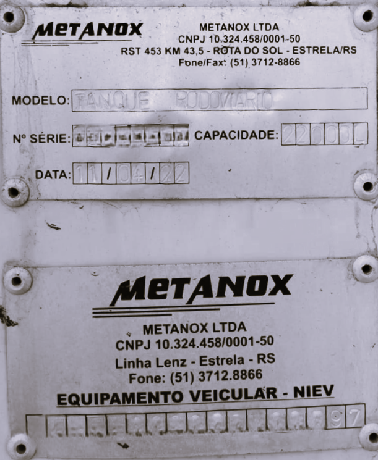 METANOX
METANOX LTDA
CNPJ 10.324.458/0001-50
RST 453 KM 43,5 - ROTA DO SOL - ESTRELA/RS
Fone/Fax: (51) 3712-8866
MODELO: TANQUE RODOVIARIO
Nº SÉRIE:
CAPACIDADE:
DATA:
METANOX
METANOX LTDA
CNPJ 10.324.458/0001-50
Linha Lenz - Estrela - RS
Fone: (51) 3712.8866
EQUIPAMENTO VEICULAR - NIEV